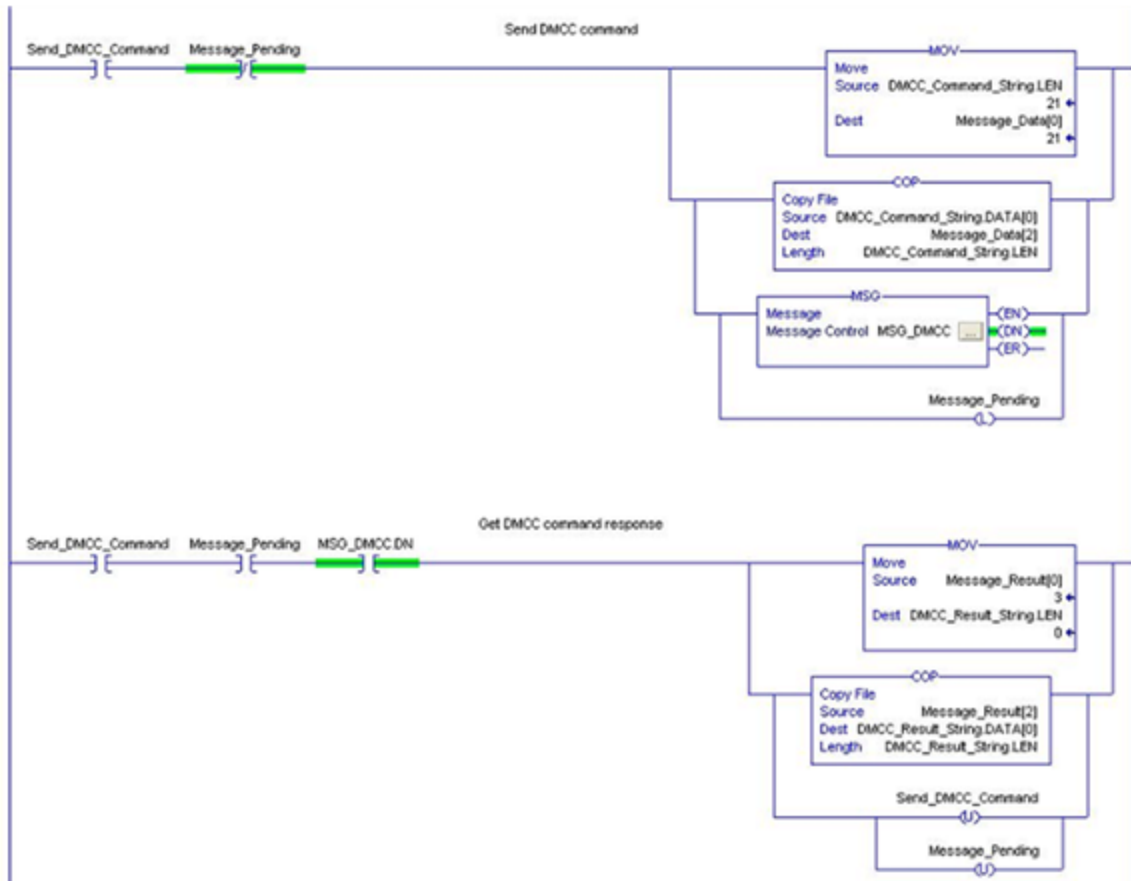 Send DMCC command
Send_DMCC_Command Message_Pending
MOV
Move
Source DMCC_Command_String.LEN
21
Dest Message_Data[0]
21
COP
Copy File
Source DMCC_Command_String.DATA[0]
Dest Message_Data[2]
Length DMCC_Command_String.LEN
MSG
Message
Message Control MSG_DMCC ...
EN
DN
ER
Message_Pending
L
Get DMCC command response
Send_DMCC_Command Message_Pending MSG_DMCC.DN
MOV
Move
Source Message_Result[0]
3
Dest DMCC_Result_String.LEN
0
COP
Copy File
Source Message_Result[2]
Dest DMCC_Result_String.DATA[0]
Length DMCC_Result_String.LEN
Send_DMCC_Command
U
Message_Pending
U